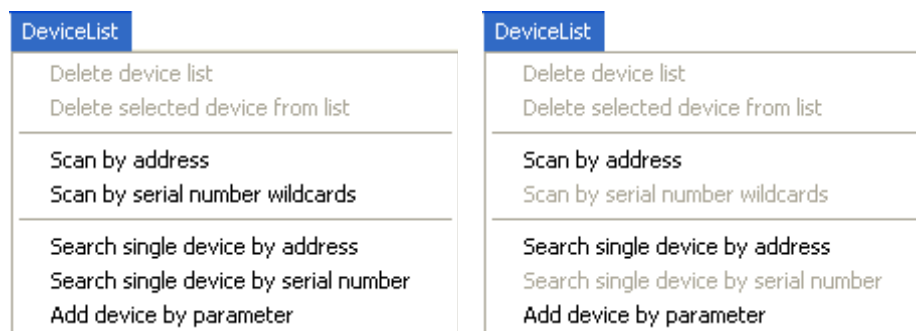 DeviceList
Delete device list
Delete selected device from list
Scan by address
Scan by serial number wildcards
Search single device by address
Search single device by serial number
Add device by parameter
DeviceList
Delete device list
Delete selected device from list
Scan by address
Scan by serial number wildcards
Search single device by address
Search single device by serial number
Add device by parameter